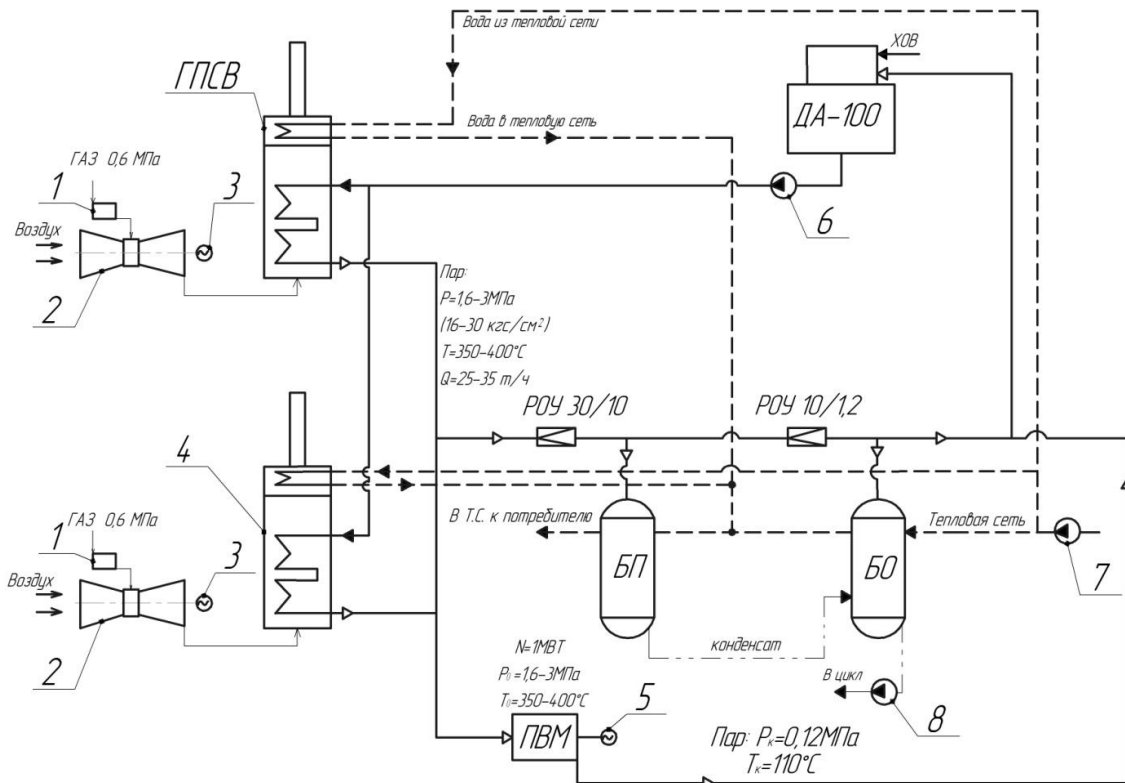 Вода из тепловой сети
ХОВ
ГПСВ
ДА-100
Вода в тепловую сеть
ГАЗ 0,6 МПа
1
3
Воздух
6
2
Пар:
Р=1,6-3МПа
(16-30 кгс/см²)
Т=350-400°С
Q=25-35 т/ч
РОУ 30/10
РОУ 10/1,2
4
ГАЗ 0,6 МПа
В Т.С. к потребителю
Тепловая сеть
1
3
БП
БО
7
Воздух
2
конденсат
N=1МВТ
В цикл
Р₀=1,6-3МПа
Т₀=350-400°С
5
8
ПВМ
Пар: Рк=0,12МПа
Тк=110°С